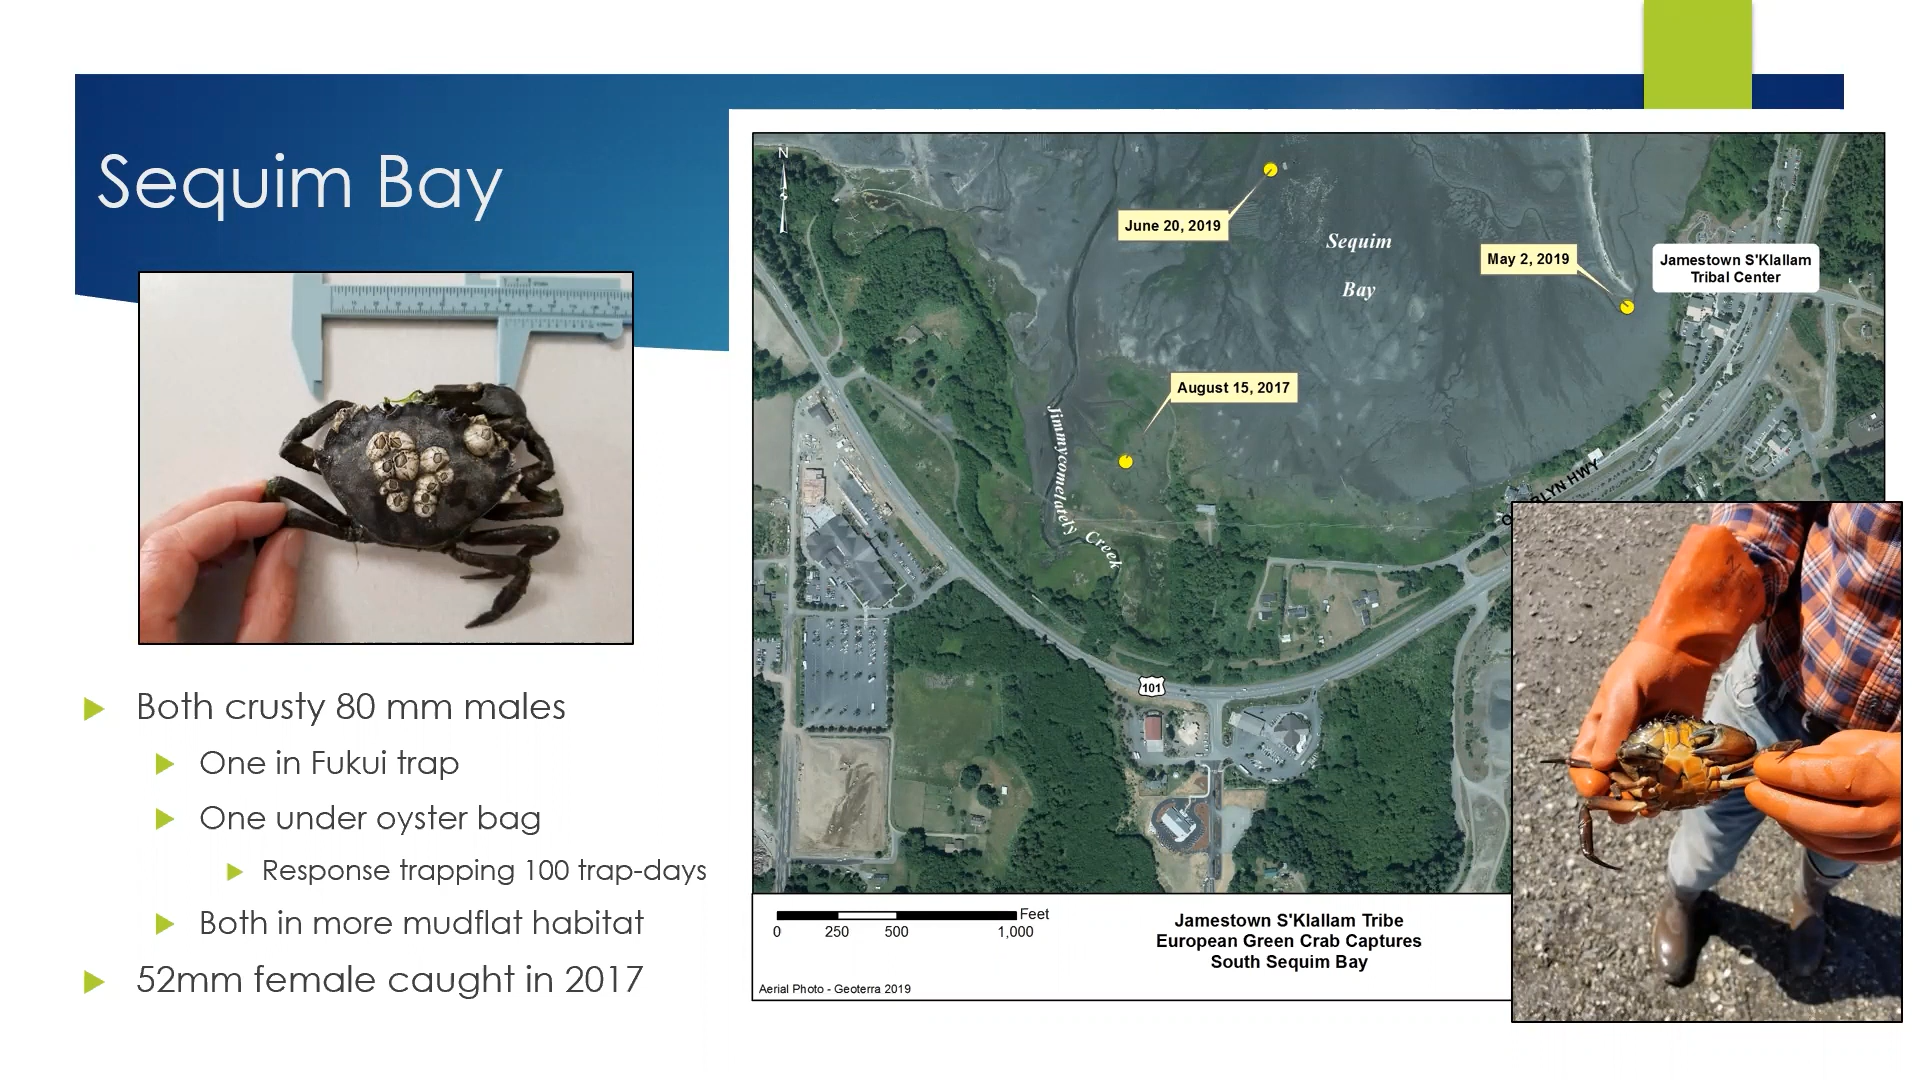 Sequim Bay
Both crusty 80 mm males
One in Fukui trap
One under oyster bag
Response trapping 100 trap-days
Both in more mudflat habitat
52mm female caught in 2017
N
June 20, 2019
Sequim
Bay
May 2, 2019
Jamestown S'Klallam
Tribal Center
August 15, 2017
Jimmycomelately Creek
BLYN HWY
101
Feet
0 250 500 1,000
Jamestown S'Klallam Tribe
European Green Crab Captures
South Sequim Bay
Aerial Photo - Geoterra 2019